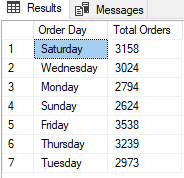 Results Messages
Order Day Total Orders
1 Saturday 3158
2 Wednesday 3024
3 Monday 2794
4 Sunday 2624
5 Friday 3538
6 Thursday 3239
7 Tuesday 2973